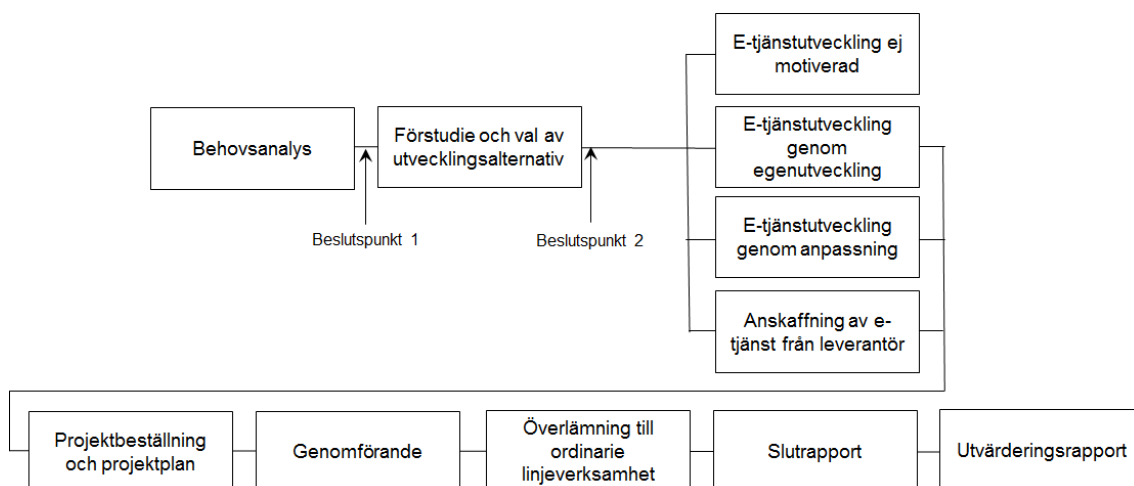 Behovsanalys
Beslutspunkt 1
Förstudie och val av
utvecklingsalternativ
Beslutspunkt 2
E-tjänstutveckling ej
motiverad
E-tjänstutveckling
genom
egenutveckling
E-tjänstutveckling
genom anpassning
Anskaffning av e-
tjänst från leverantör
Projektbeställning
och projektplan
Genomförande
Överlämning till
ordinarie
linjeverksamhet
Slutrapport
Utvärderingsrapport